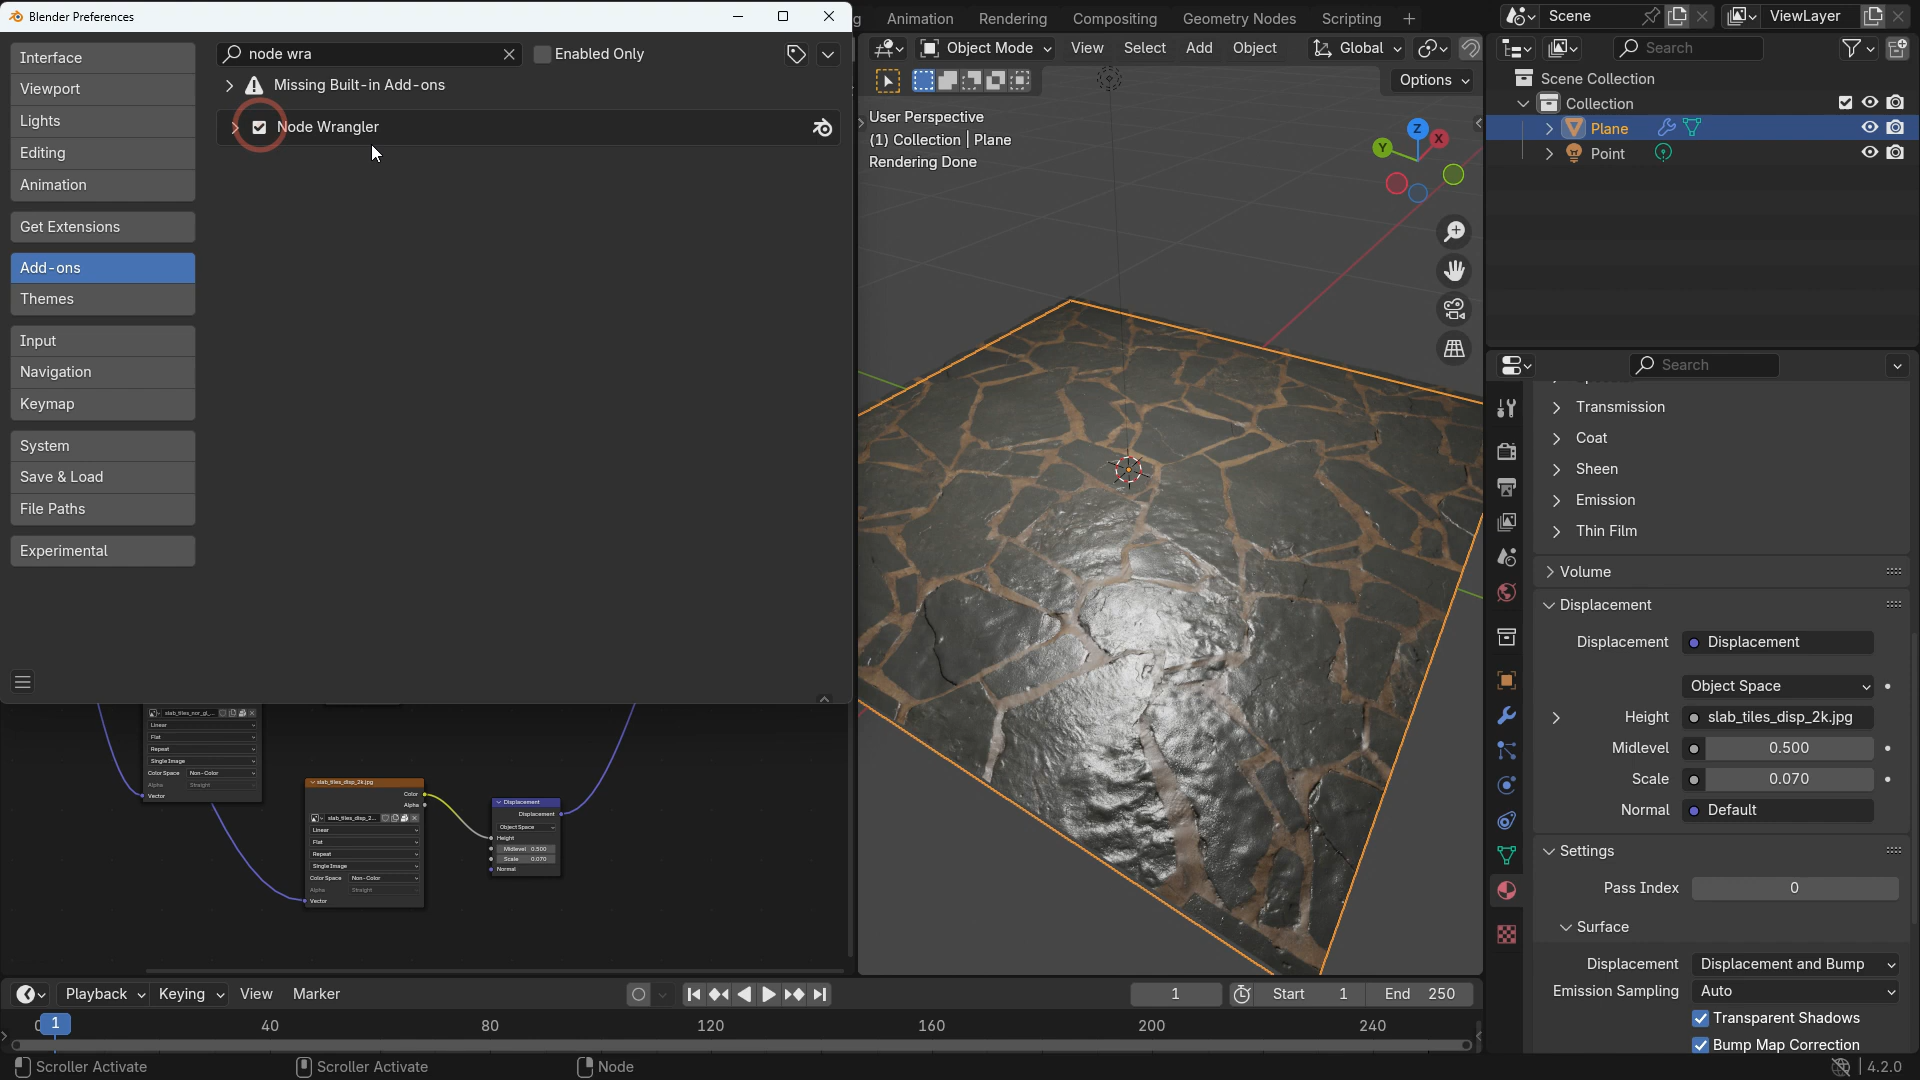 Blender Preferences
Interface
Viewport
Lights
Editing
Animation
Get Extensions
Add-ons
Themes
Input
Navigation
Keymap
System
Save & Load
File Paths
Experimental
node wra
Enabled Only
Missing Built-in Add-ons
Node Wrangler
slab_tiles_nor_gl_...
Linear
Flat
Repeat
Single Image
Color Space Non-Color
Alpha Straight
Vector
slab_tiles_disp_2k.jpg
Color
Alpha
slab_tiles_disp_2...
Linear
Flat
Repeat
Single Image
Color Space Non-Color
Alpha Straight
Vector
Displacement
Displacement
Object Space
Height
Midlevel 0.500
Scale 0.070
Normal
Animation Rendering Compositing Geometry Nodes Scripting
Object Mode View Select Add Object Global
Options
User Perspective
(1) Collection | Plane
Rendering Done
Z
X
Y
Scene ViewLayer
Search
Scene Collection
Collection
Plane
Point
Search
Transmission
Coat
Sheen
Emission
Thin Film
Volume
Displacement
Displacement Displacement
Object Space
Height slab_tiles_disp_2k.jpg
Midlevel 0.500
Scale 0.070
Normal Default
Settings
Pass Index 0
Surface
Displacement Displacement and Bump
Emission Sampling Auto
Transparent Shadows
Bump Map Correction
Playback Keying View Marker
1 Start 1 End 250
1 40 80 120 160 200 240
Scroller Activate Scroller Activate Node
4.2.0